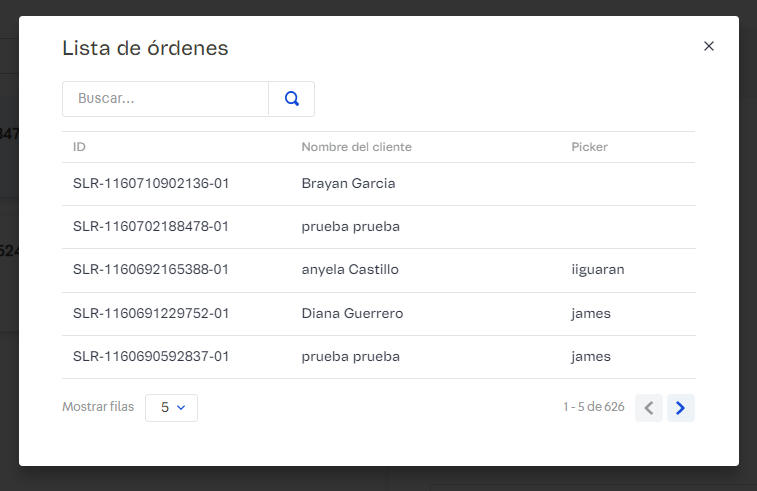 Lista de órdenes
Buscar...
ID Nombre del cliente Picker
SLR-1160710902136-01 Brayan Garcia
SLR-1160702188478-01 prueba prueba
SLR-1160692165388-01 anyela Castillo iiguaran
SLR-1160691229752-01 Diana Guerrero james
SLR-1160690592837-01 prueba prueba james
Mostrar filas 5 1 - 5 de 626